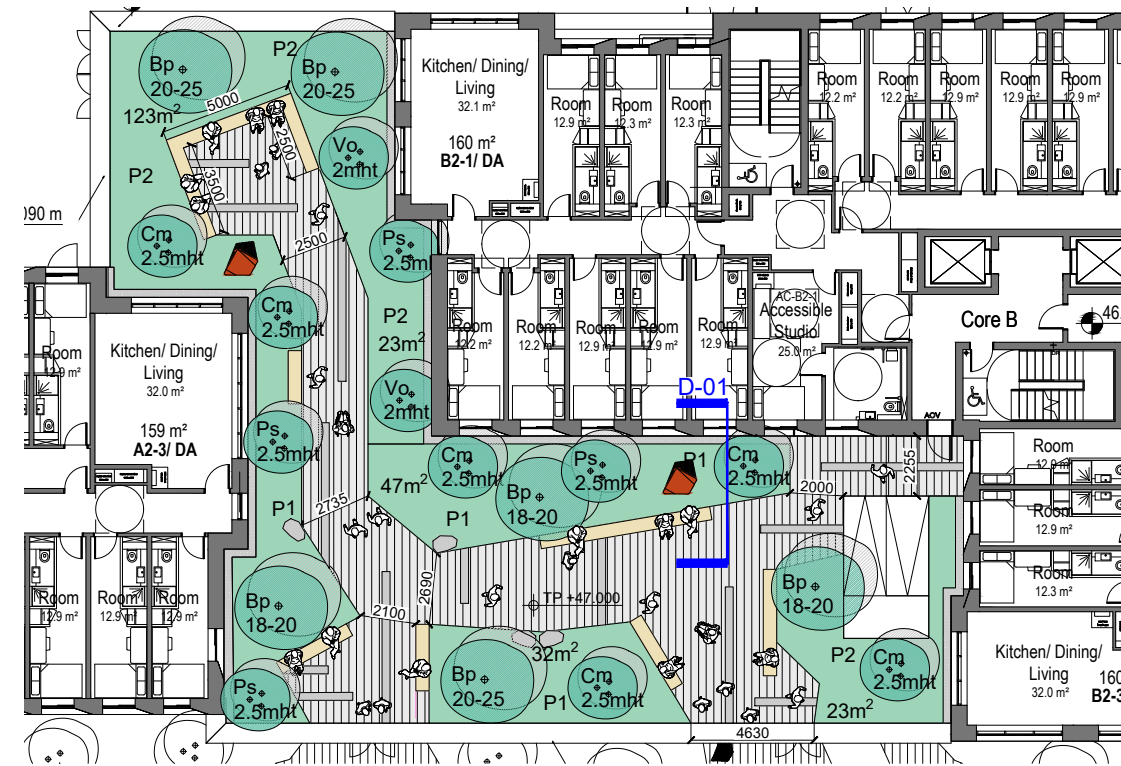 P2
Bp
20-25
Bp
20-25
5000
123m²
2500
Vo
2mht
P2
3500
Cm
2.5mht
2500
Ps
2.5mht
090 m
Kitchen/ Dining/
Living
32.1 m²
160 m²
B2-1/ DA
Room
12.9 m²
Room
12.3 m²
Room
12.3 m²
Room
12.2 m²
Room
12.2 m²
Room
12.9 m²
Room
12.9 m²
Room
12.9 m²
Cm
2.5mht
P2
23m²
Vo
2mht
Room
12.9 m²
Kitchen/ Dining/
Living
32.0 m²
159 m²
A2-3/ DA
Room
12.2 m²
Room
12.2 m²
Room
12.9 m²
Room
12.9 m²
Room
12.9 m²
AC-B2-1
Accessible
Studio
25.0 m²
Core B
46.
D-01
AOV
Ps
2.5mht
P1
2735
47m²
Cm
2.5mht
Bp
18-20
P1
Ps
2.5mht
P1
Cm
2.5mht
2000
2255
Room
12.9 m²
Room
12.9 m²
Room
12.3 m²
Room
12.9 m²
Room
12.9 m²
Room
12.9 m²
Bp
18-20
2100
2690
TP +47.000
Bp
18-20
32m²
Ps
2.5mht
Bp
20-25
P1
Cm
2.5mht
P2
Cm
2.5mht
23m²
4630
Kitchen/ Dining/
Living
32.0 m²
160
B2-3